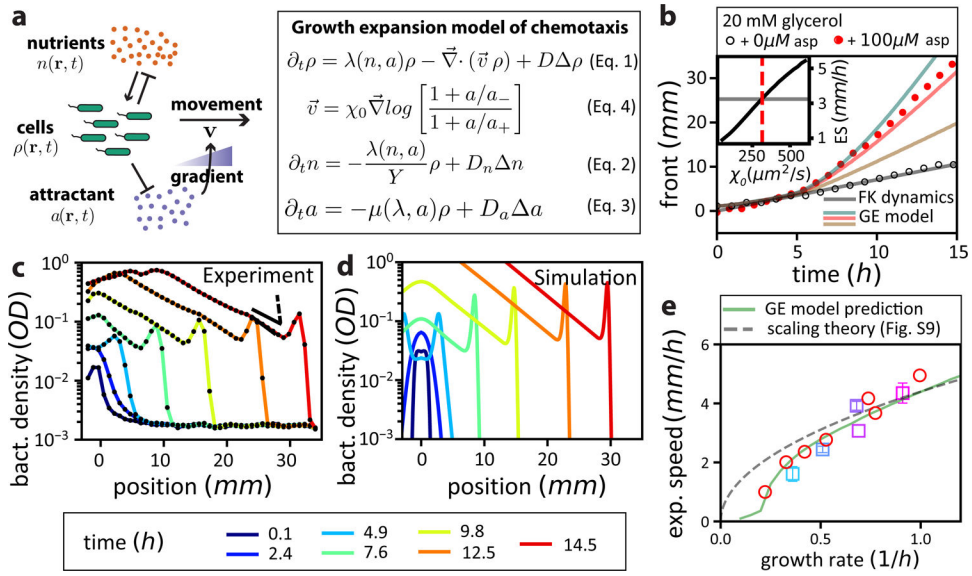 a
nutrients
n(r, t)
cells
ρ(r, t)
movement
v
gradient
attractant
a(r, t)
Growth expansion model of chemotaxis
∂ₜρ = λ(n, a)ρ − ∇⃗·(v⃗ ρ) + DΔρ (Eq. 1)
v⃗ = χ₀∇⃗log[(1 + a/a₋)/(1 + a/a₊)] (Eq. 4)
∂ₜn = −(λ(n, a)/Y)ρ + DₙΔn (Eq. 2)
∂ₜa = −μ(λ, a)ρ + DₐΔa (Eq. 3)
b
20 mM glycerol
+ 0μM asp + 100μM asp
front (mm)
30
20
10
0
ES (mm/h)
5
3
1
0 500
χ₀(μm²/s)
FK dynamics
GE model
0 5 10 15
time (h)
c
Experiment
bact. density (OD)
10⁰
10⁻¹
10⁻²
10⁻³
0 10 20 30
position (mm)
d
Simulation
bact. density (OD)
10⁰
10⁻¹
10⁻²
10⁻³
0 10 20 30
position (mm)
time (h)
0.1 4.9 9.8
2.4 7.6 12.5 14.5
e
GE model prediction
scaling theory (Fig. S9)
exp. speed (mm/h)
6
4
2
0
0.0 0.5 1.0
growth rate (1/h)